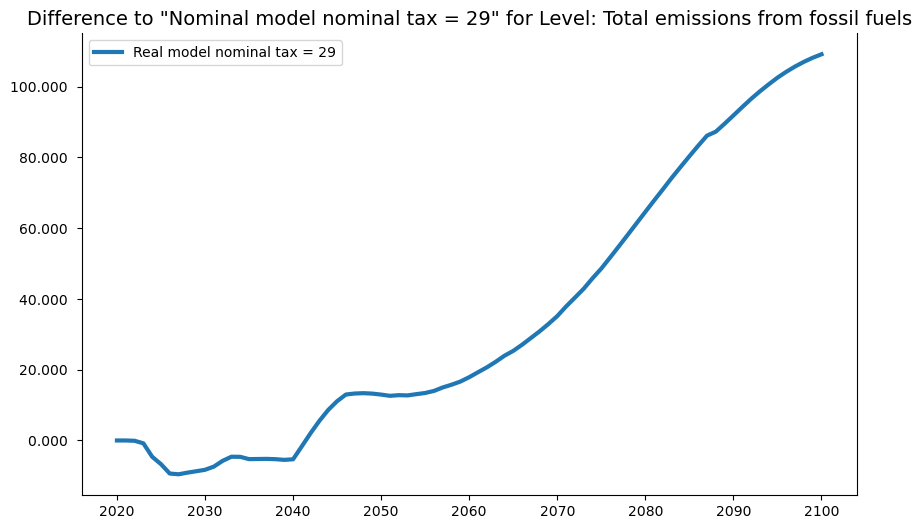 Difference to "Nominal model nominal tax = 29" for Level: Total emissions from fossil fuels
Real model nominal tax = 29
100.000
80.000
60.000
40.000
20.000
0.000
2020 2030 2040 2050 2060 2070 2080 2090 2100